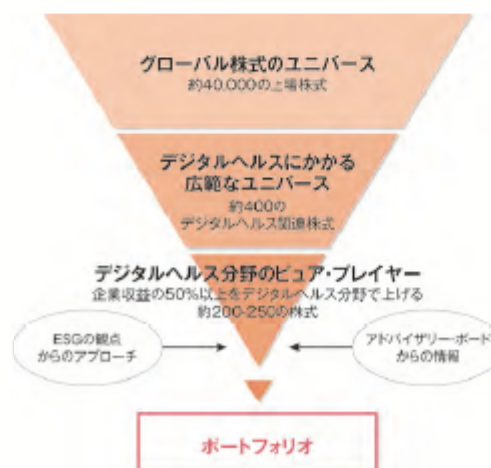 グローバル株式のユニバース
約40,000の上場株式
デジタルヘルスにかかる
広範なユニバース
約400の
デジタルヘルス関連株式
デジタルヘルス分野のピュア・プレイヤー
企業収益の50%以上をデジタルヘルス分野で上げる
約200-250の株式
ESGの観点
からのアプローチ
アドバイザリー・ボード
からの情報
ポートフォリオ